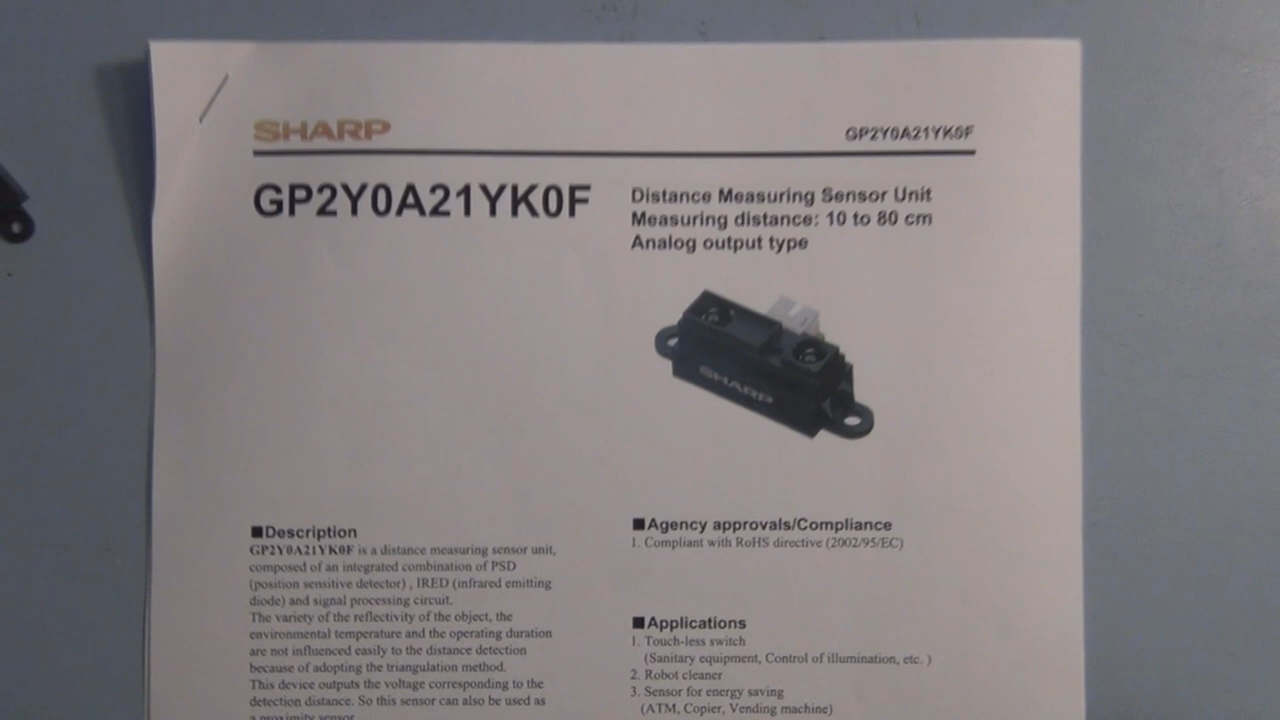 SHARP
GP2Y0A21YK0F
GP2Y0A21YK0F
Distance Measuring Sensor Unit
Measuring distance: 10 to 80 cm
Analog output type
SHARP
■Description
GP2Y0A21YK0F is a distance measuring sensor unit,
composed of an integrated combination of PSD
(position sensitive detector) , IRED (infrared emitting
diode) and signal processing circuit.
The variety of the reflectivity of the object, the
environmental temperature and the operating duration
are not influenced easily to the distance detection
because of adopting the triangulation method.
This device outputs the voltage corresponding to the
detection distance. So this sensor can also be used as
a proximity sensor.
■Agency approvals/Compliance
1. Compliant with RoHS directive (2002/95/EC)
■Applications
1. Touch-less switch
(Sanitary equipment, Control of illumination, etc. )
2. Robot cleaner
3. Sensor for energy saving
(ATM, Copier, Vending machine)